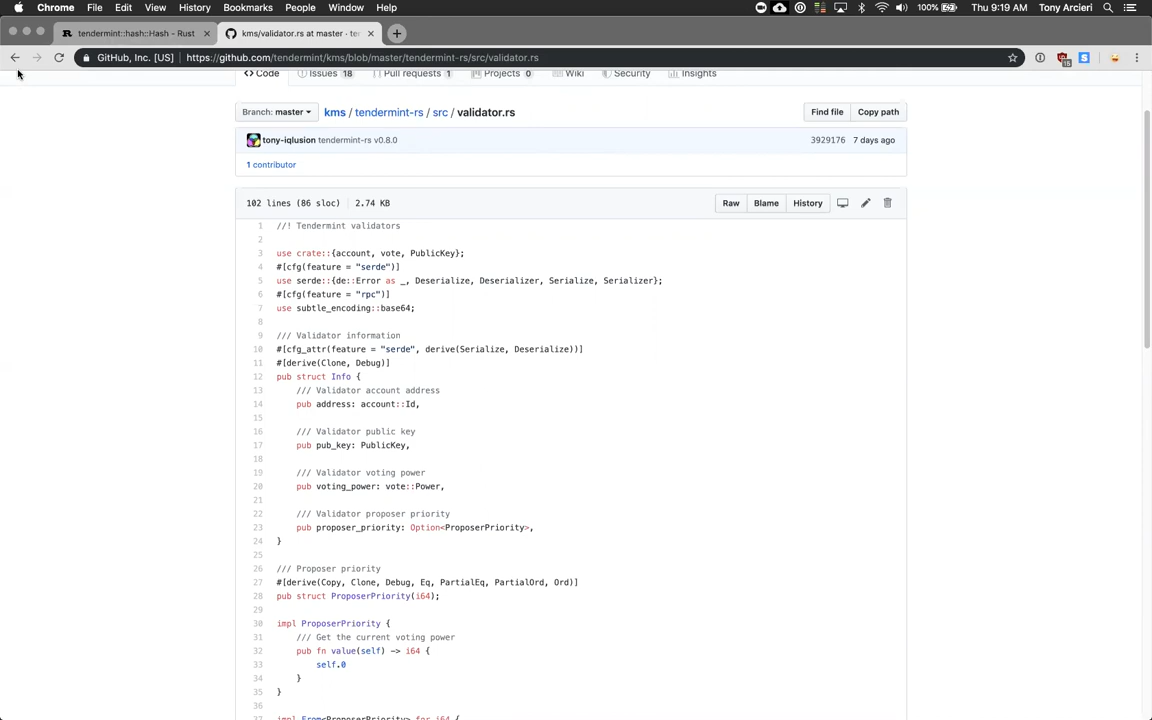 Chrome File Edit View History Bookmarks People Window Help 100% Thu 9:19 AM Tony Arcieri
tendermint::hash::Hash - Rust × kms/validator.rs at master · ten ×
GitHub, Inc. [US] https://github.com/tendermint/kms/blob/master/tendermint-rs/src/validator.rs 15
Code Issues 18 Pull requests 1 Projects 0 Wiki Security Insights
Branch: master kms / tendermint-rs / src / validator.rs Find file Copy path
tony-iqlusion tendermint-rs v0.8.0 3929176 7 days ago
1 contributor
102 lines (86 sloc) 2.74 KB Raw Blame History
1 //! Tendermint validators
2
3 use crate::{account, vote, PublicKey};
4 #[cfg(feature = "serde")]
5 use serde::{de::Error as _, Deserialize, Deserializer, Serialize, Serializer};
6 #[cfg(feature = "rpc")]
7 use subtle_encoding::base64;
8
9 /// Validator information
10 #[cfg_attr(feature = "serde", derive(Serialize, Deserialize))]
11 #[derive(Clone, Debug)]
12 pub struct Info {
13 /// Validator account address
14 pub address: account::Id,
15
16 /// Validator public key
17 pub pub_key: PublicKey,
18
19 /// Validator voting power
20 pub voting_power: vote::Power,
21
22 /// Validator proposer priority
23 pub proposer_priority: Option<ProposerPriority>,
24 }
25
26 /// Proposer priority
27 #[derive(Copy, Clone, Debug, Eq, PartialEq, PartialOrd, Ord)]
28 pub struct ProposerPriority(i64);
29
30 impl ProposerPriority {
31 /// Get the current voting power
32 pub fn value(self) -> i64 {
33 self.0
34 }
35 }
36
37 impl From<ProposerPriority> for i64 {